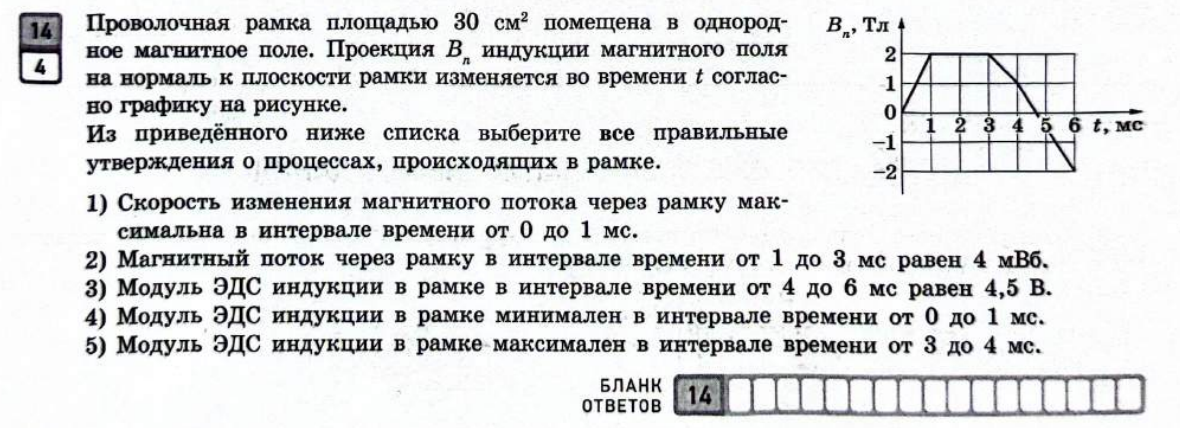 14
4
Проволочная рамка площадью 30 см² помещена в однород-
ное магнитное поле. Проекция Bₙ индукции магнитного поля
на нормаль к плоскости рамки изменяется во времени t соглас-
но графику на рисунке.
Из приведённого ниже списка выберите все правильные
утверждения о процессах, происходящих в рамке.
Bₙ, Тл
2
1
0
-1
-2
1 2 3 4 5 6 t, мс
1) Скорость изменения магнитного потока через рамку мак-
симальна в интервале времени от 0 до 1 мс.
2) Магнитный поток через рамку в интервале времени от 1 до 3 мс равен 4 мВб.
3) Модуль ЭДС индукции в рамке в интервале времени от 4 до 6 мс равен 4,5 В.
4) Модуль ЭДС индукции в рамке минимален в интервале времени от 0 до 1 мс.
5) Модуль ЭДС индукции в рамке максимален в интервале времени от 3 до 4 мс.
БЛАНК
ОТВЕТОВ
14